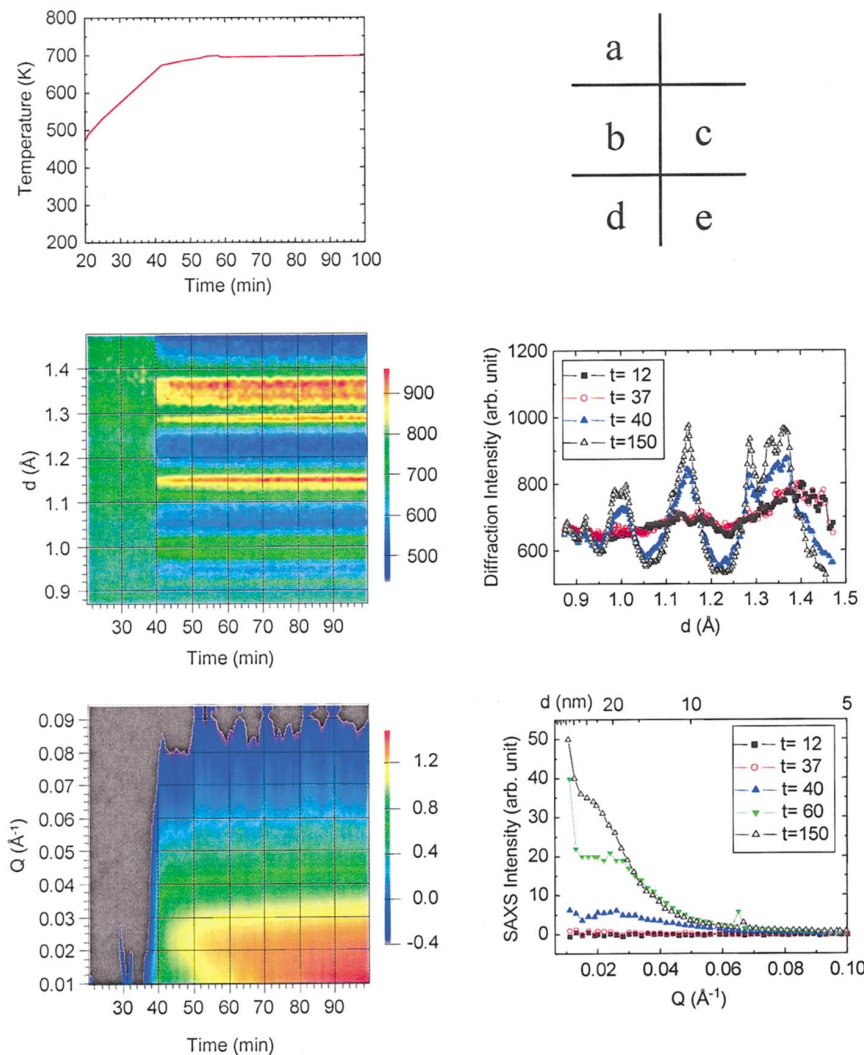 800
700
600
500
400
300
200
Temperature (K)
20 30 40 50 60 70 80 90 100
Time (min)
a
b
c
d
e
1.4
1.3
1.2
1.1
1.0
0.9
d (Å)
30 40 50 60 70 80 90
Time (min)
900
800
700
600
500
1200
1000
800
600
Diffraction Intensity (arb. unit)
t= 12
t= 37
t= 40
t=150
0.9 1.0 1.1 1.2 1.3 1.4 1.5
d (Å)
0.09
0.08
0.07
0.06
0.05
0.04
0.03
0.02
0.01
Q (Å-1)
30 40 50 60 70 80 90
Time (min)
1.2
0.8
0.4
0.0
-0.4
d (nm) 20 10 5
50
40
30
20
10
0
SAXS Intensity (arb. unit)
t= 12
t= 37
t= 40
t= 60
t=150
0.02 0.04 0.06 0.08 0.10
Q (Å-1)